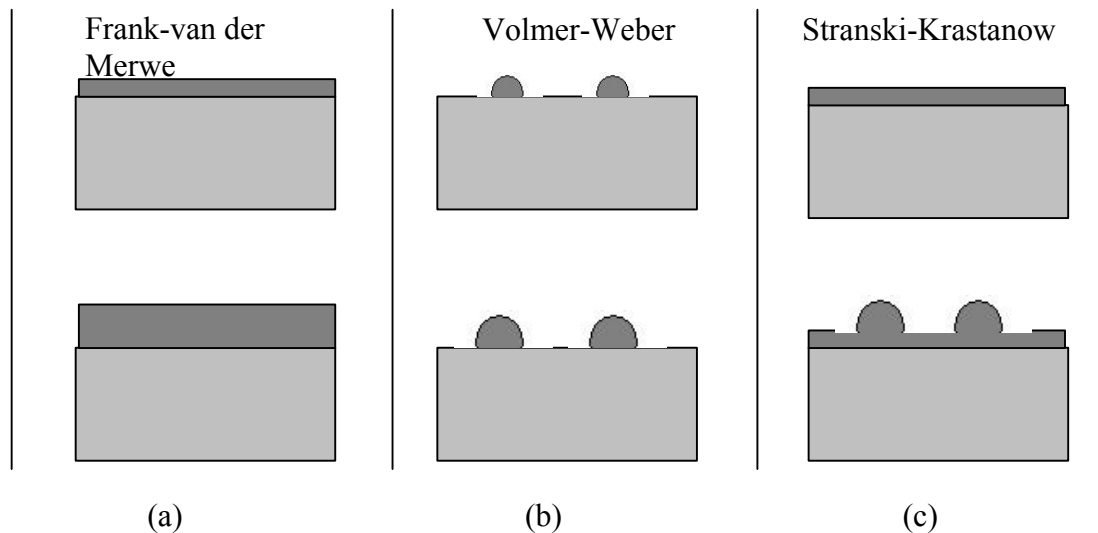 Frank-van der
Merwe
Volmer-Weber
Stranski-Krastanow
(a)
(b)
(c)